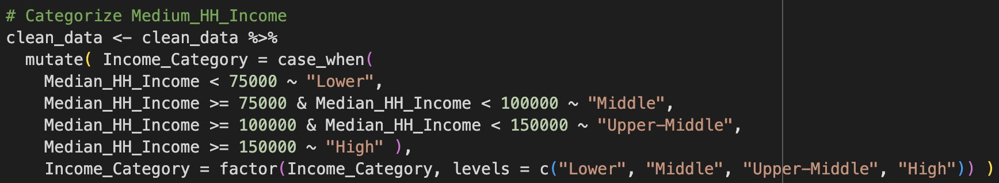 # Categorize Medium_HH_Income
clean_data <- clean_data %>%
  mutate( Income_Category = case_when(
    Median_HH_Income < 75000 ~ "Lower",
    Median_HH_Income >= 75000 & Median_HH_Income < 100000 ~ "Middle",
    Median_HH_Income >= 100000 & Median_HH_Income < 150000 ~ "Upper-Middle",
    Median_HH_Income >= 150000 ~ "High" ),
    Income_Category = factor(Income_Category, levels = c("Lower", "Middle", "Upper-Middle", "High")) )